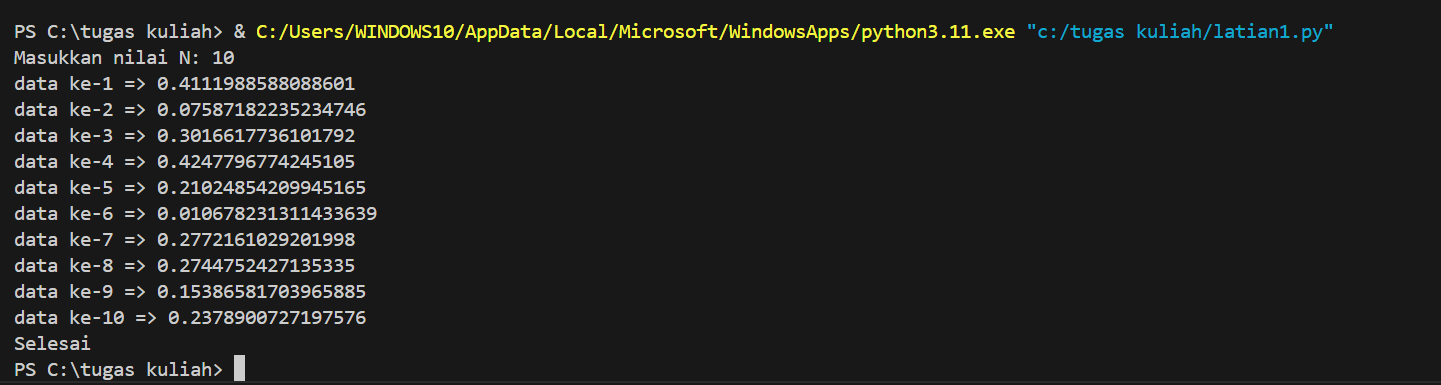 PS C:\tugas kuliah> & C:/Users/WINDOWS10/AppData/Local/Microsoft/WindowsApps/python3.11.exe "c:/tugas kuliah/latian1.py"
Masukkan nilai N: 10
data ke-1 => 0.4111988588088601
data ke-2 => 0.07587182235234746
data ke-3 => 0.3016617736101792
data ke-4 => 0.4247796774245105
data ke-5 => 0.21024854209945165
data ke-6 => 0.010678231311433639
data ke-7 => 0.2772161029201998
data ke-8 => 0.2744752427135335
data ke-9 => 0.15386581703965885
data ke-10 => 0.2378900727197576
Selesai
PS C:\tugas kuliah>